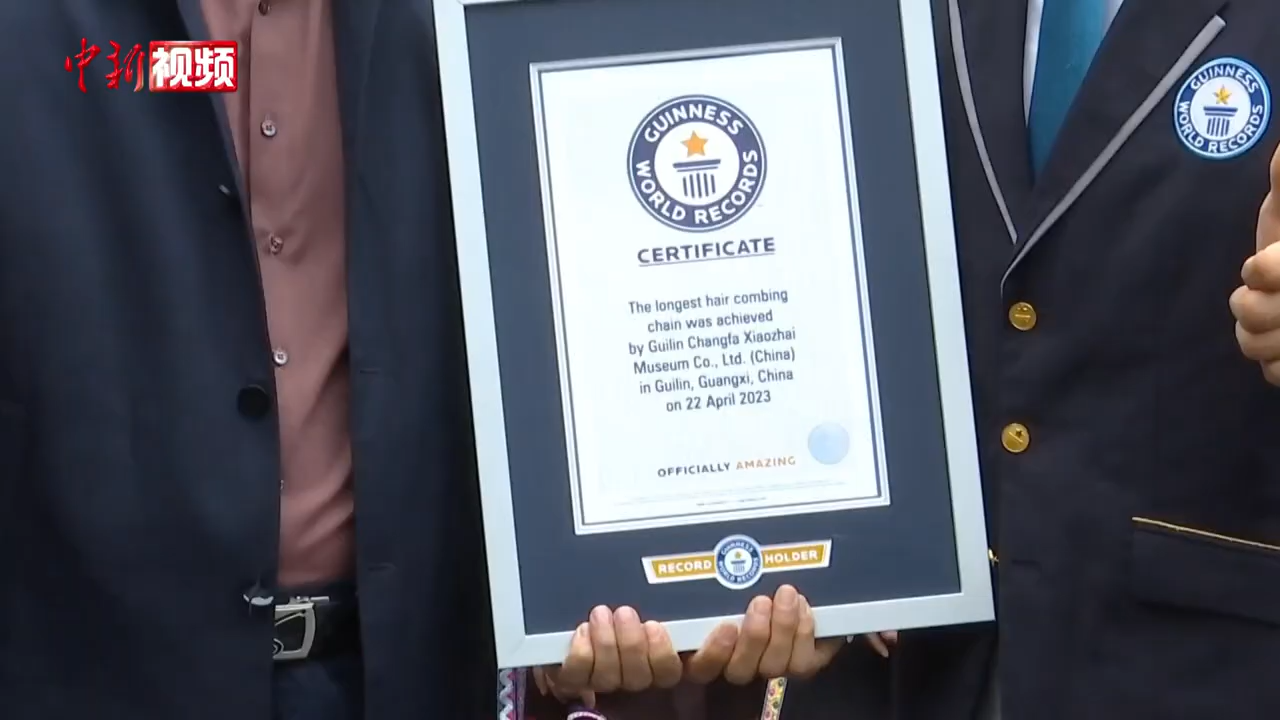 中新视频
GUINNESS
WORLD RECORDS
CERTIFICATE
The longest hair combing
chain was achieved
by Guilin Changfa Xiaozhai
Museum Co., Ltd. (China)
in Guilin, Guangxi, China
on 22 April 2023
OFFICIALLY AMAZING
RECORD HOLDER
GUINNESS
WORLD RECORDS
GUINNESS
WORLD RECORDS